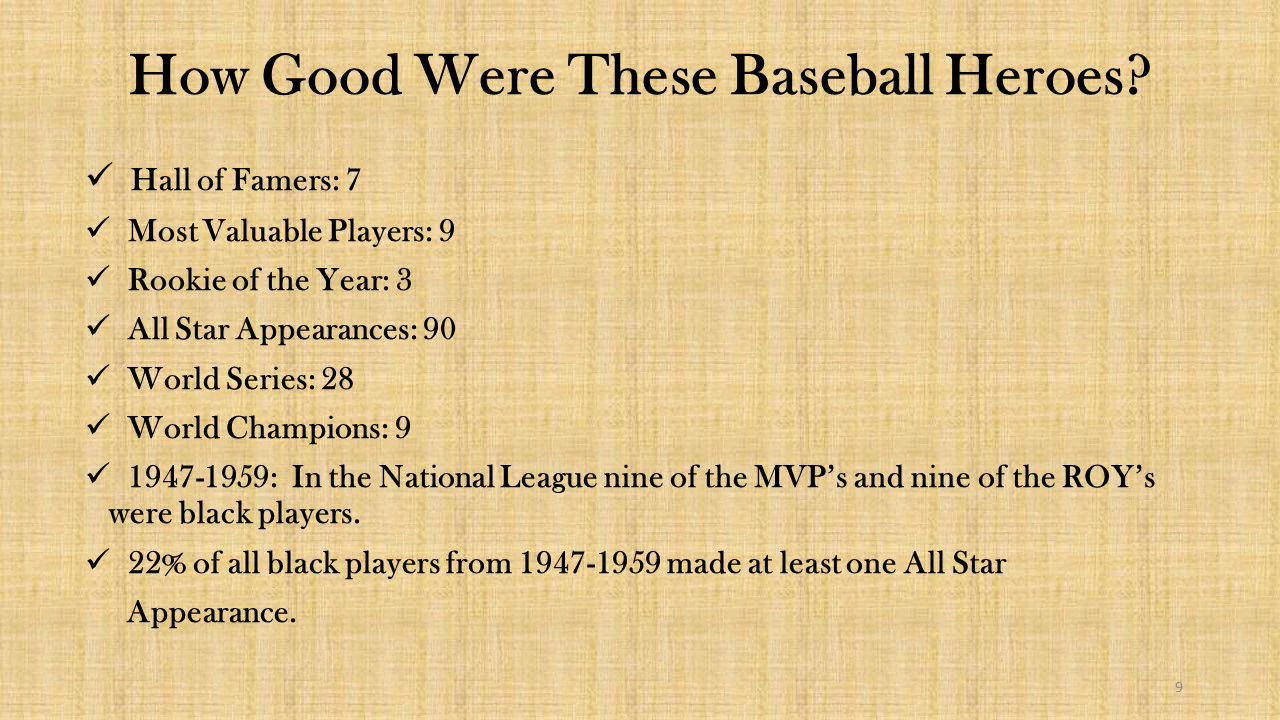 How Good Were These Baseball Heroes?
✓ Hall of Famers: 7
✓ Most Valuable Players: 9
✓ Rookie of the Year: 3
✓ All Star Appearances: 90
✓ World Series: 28
✓ World Champions: 9
✓ 1947-1959:  In the National League nine of the MVP’s and nine of the ROY’s
were black players.
✓ 22% of all black players from 1947-1959 made at least one All Star
Appearance.
9